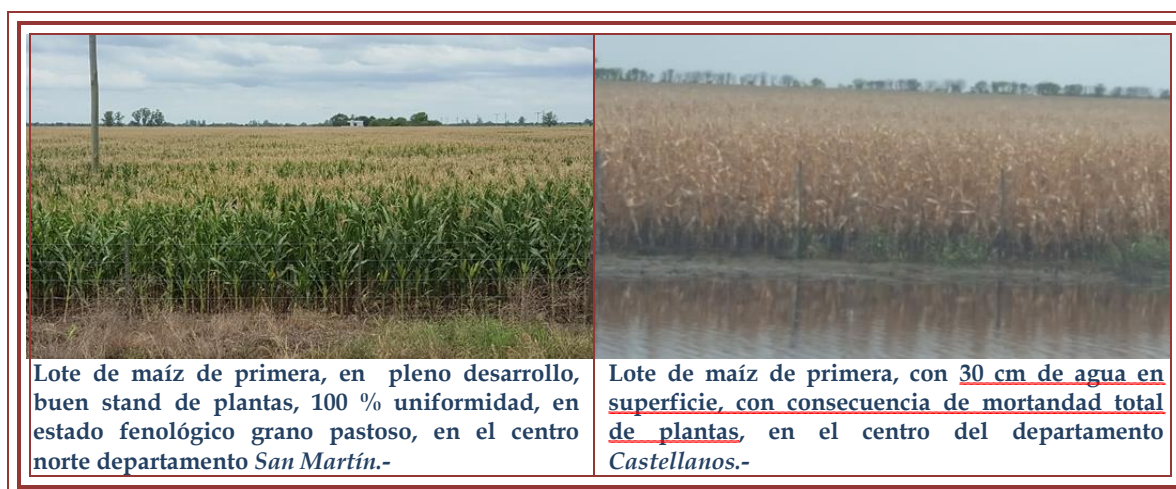 Lote de maíz de primera, en pleno desarrollo,
buen stand de plantas, 100 % uniformidad, en
estado fenológico grano pastoso, en el centro
norte departamento San Martín.-
Lote de maíz de primera, con 30 cm de agua en
superficie, con consecuencia de mortandad total
de plantas, en el centro del departamento
Castellanos.-